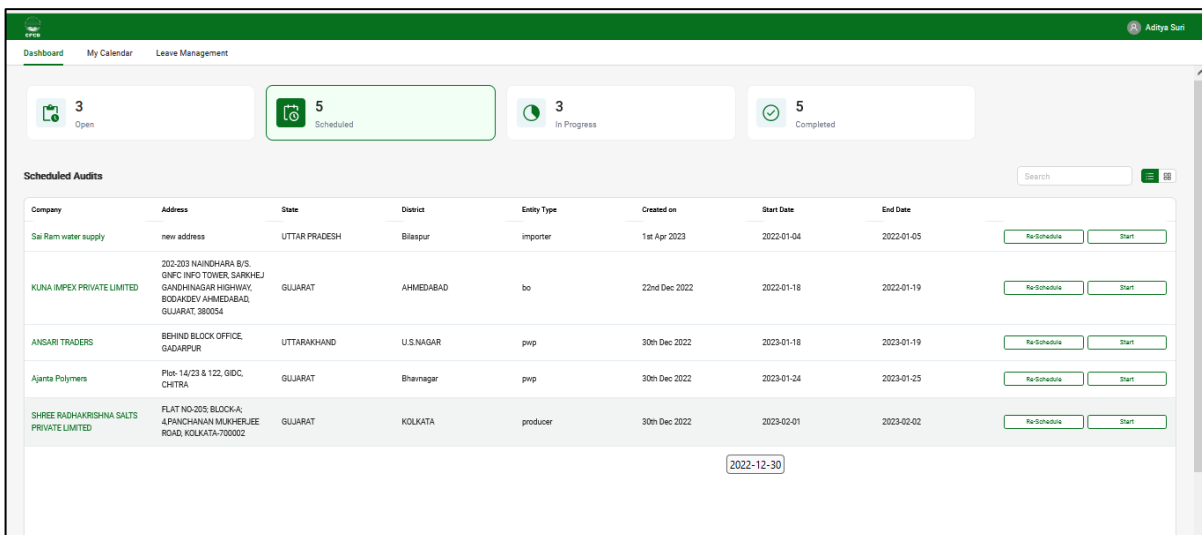 CPCB
Aditya Suri
Dashboard My Calendar Leave Management
3
Open
5
Scheduled
3
In Progress
5
Completed
Scheduled Audits
Search
Company Address State District Entity Type Created on Start Date End Date
Sai Ram water supply new address UTTAR PRADESH Bilaspur importer 1st Apr 2023 2022-01-04 2022-01-05 Re-Schedule Start
202-203 NAINDHARA B/S.
GNFC INFO TOWER, SARKHEJ
KUNA IMPEX PRIVATE LIMITED GANDHINAGAR HIGHWAY, GUJARAT AHMEDABAD bo 22nd Dec 2022 2022-01-18 2022-01-19 Re-Schedule Start
BODAKDEV AHMEDABAD,
GUJARAT, 380054
BEHIND BLOCK OFFICE,
ANSARI TRADERS UTTARAKHAND U.S.NAGAR pwp 30th Dec 2022 2023-01-18 2023-01-19 Re-Schedule Start
GADARPUR
Plot- 14/23 & 122, GIDC,
Ajanta Polymers GUJARAT Bhavnagar pwp 30th Dec 2022 2023-01-24 2023-01-25 Re-Schedule Start
CHITRA
FLAT NO-205; BLOCK-A;
SHREE RADHAKRISHNA SALTS 4,PANCHANAN MUKHERJEE GUJARAT KOLKATA producer 30th Dec 2022 2023-02-01 2023-02-02 Re-Schedule Start
PRIVATE LIMITED ROAD, KOLKATA-700002
2022-12-30